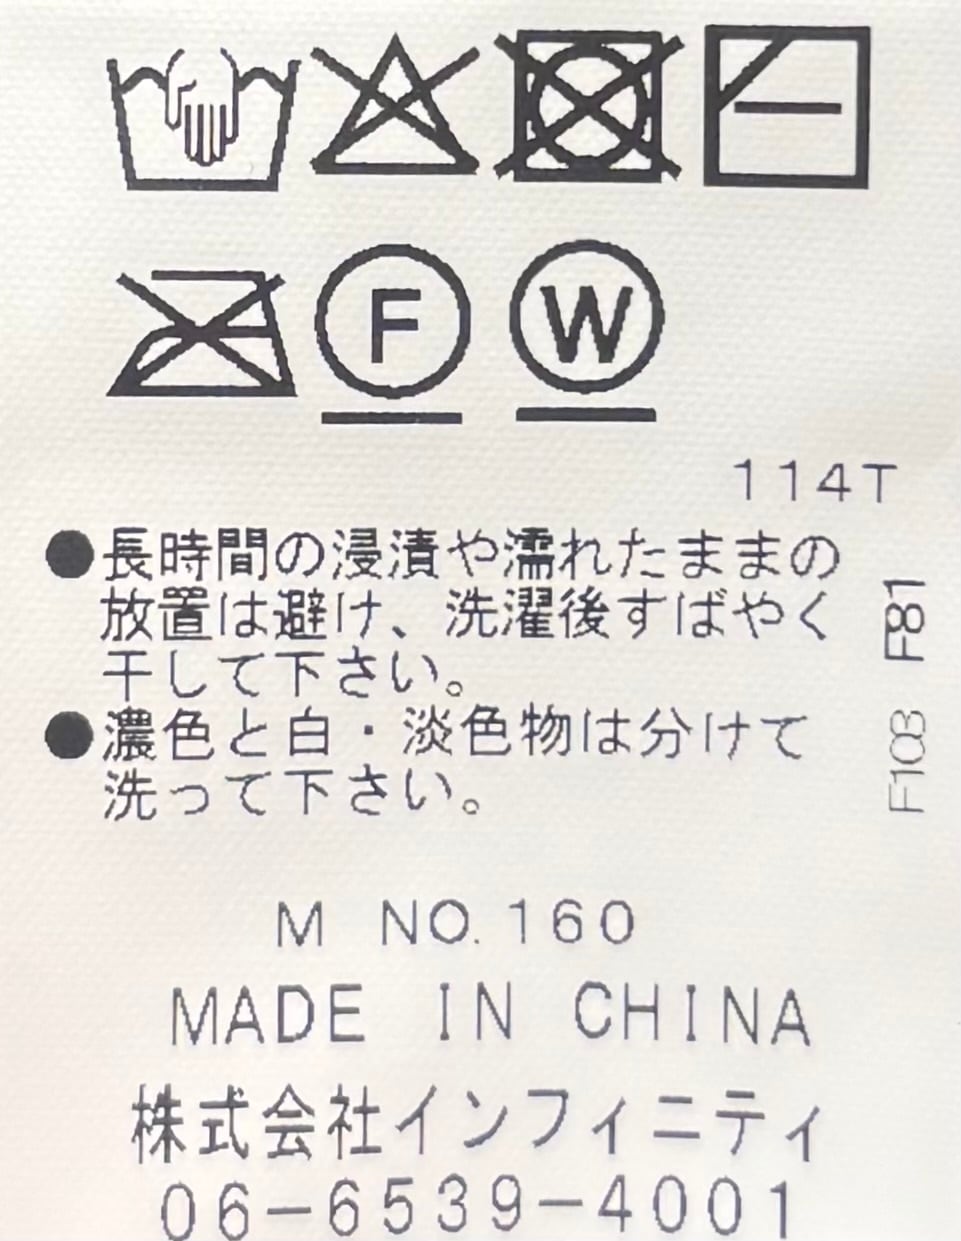 F
W
114T
●長時間の浸漬や濡れたままの
放置は避け、洗濯後すばやく
干して下さい。
●濃色と白・淡色物は分けて
洗って下さい。
F81
F103
M NO.160
MADE IN CHINA
株式会社インフィニティ
06-6539-4001